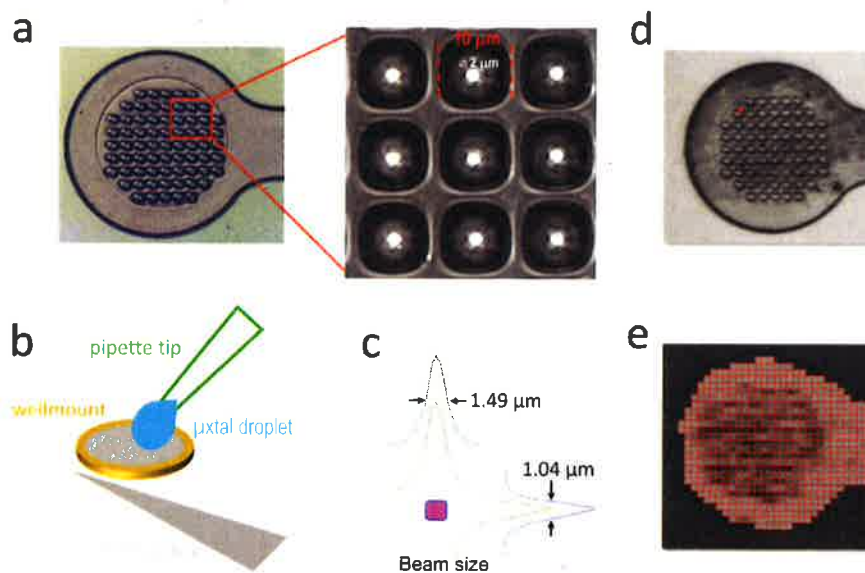 a
10 µm
⌀2 µm
d
b
pipette tip
wellmount
µxtal droplet
c
1.49 µm
1.04 µm
Beam size
e